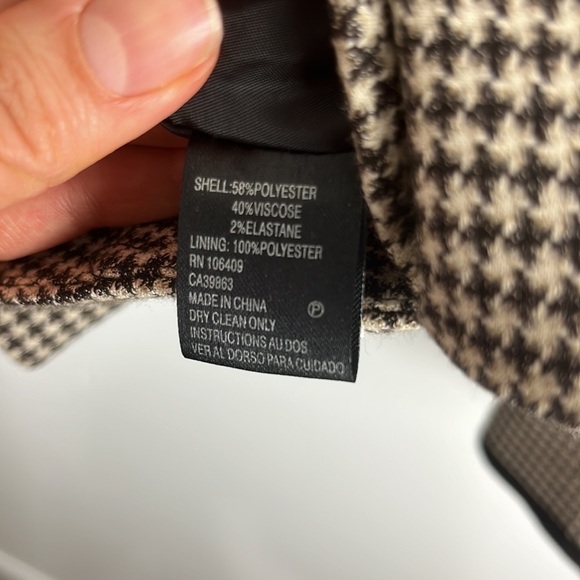 SHELL:58%POLYESTER
40%VISCOSE
2%ELASTANE
LINING: 100%POLYESTER
RN 106409
CA39863
MADE IN CHINA
P
DRY CLEAN ONLY
INSTRUCTIONS AU DOS
VER AL DORSO PARA CUIDADO